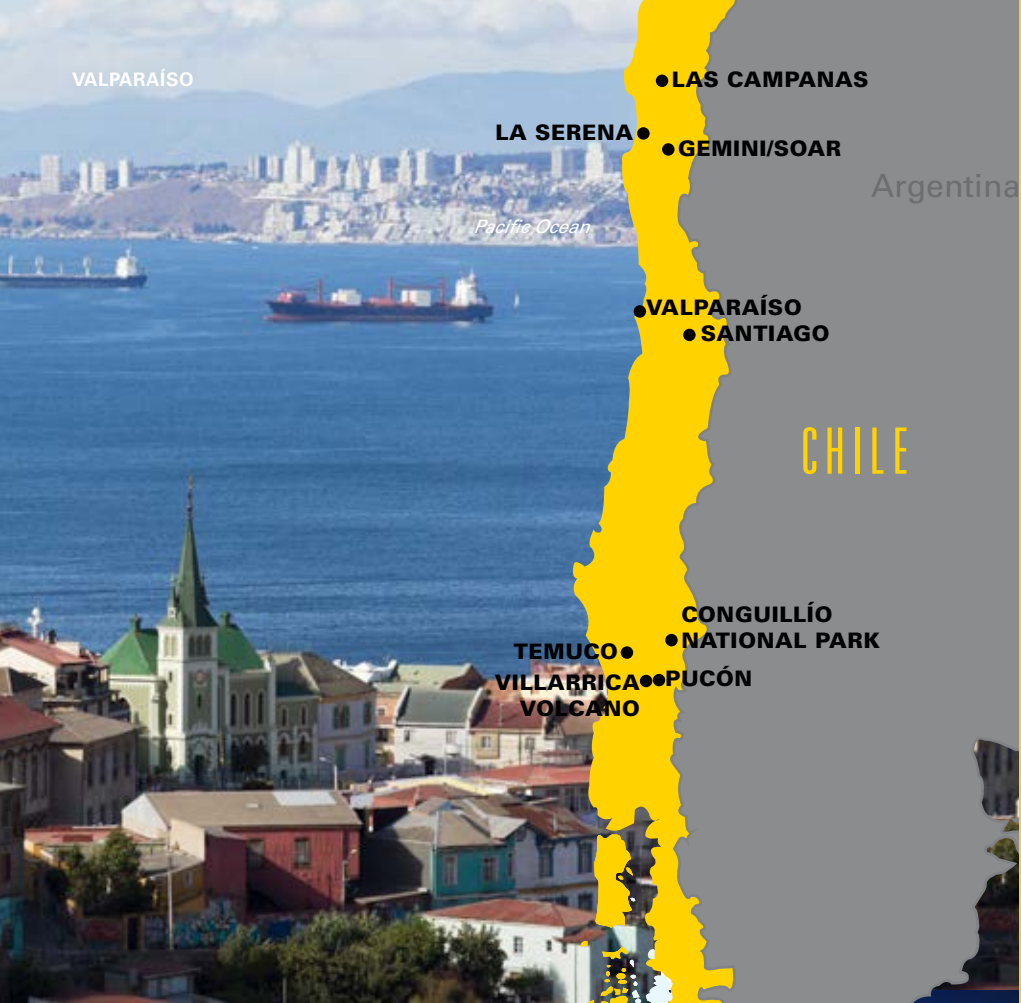 VALPARAÍSO
LAS CAMPANAS
LA SERENA
GEMINI/SOAR
Argentina
Pacific Ocean
VALPARAÍSO
SANTIAGO
CHILE
CONGUILLÍO
NATIONAL PARK
TEMUCO
VILLARRICA
VOLCANO
PUCÓN